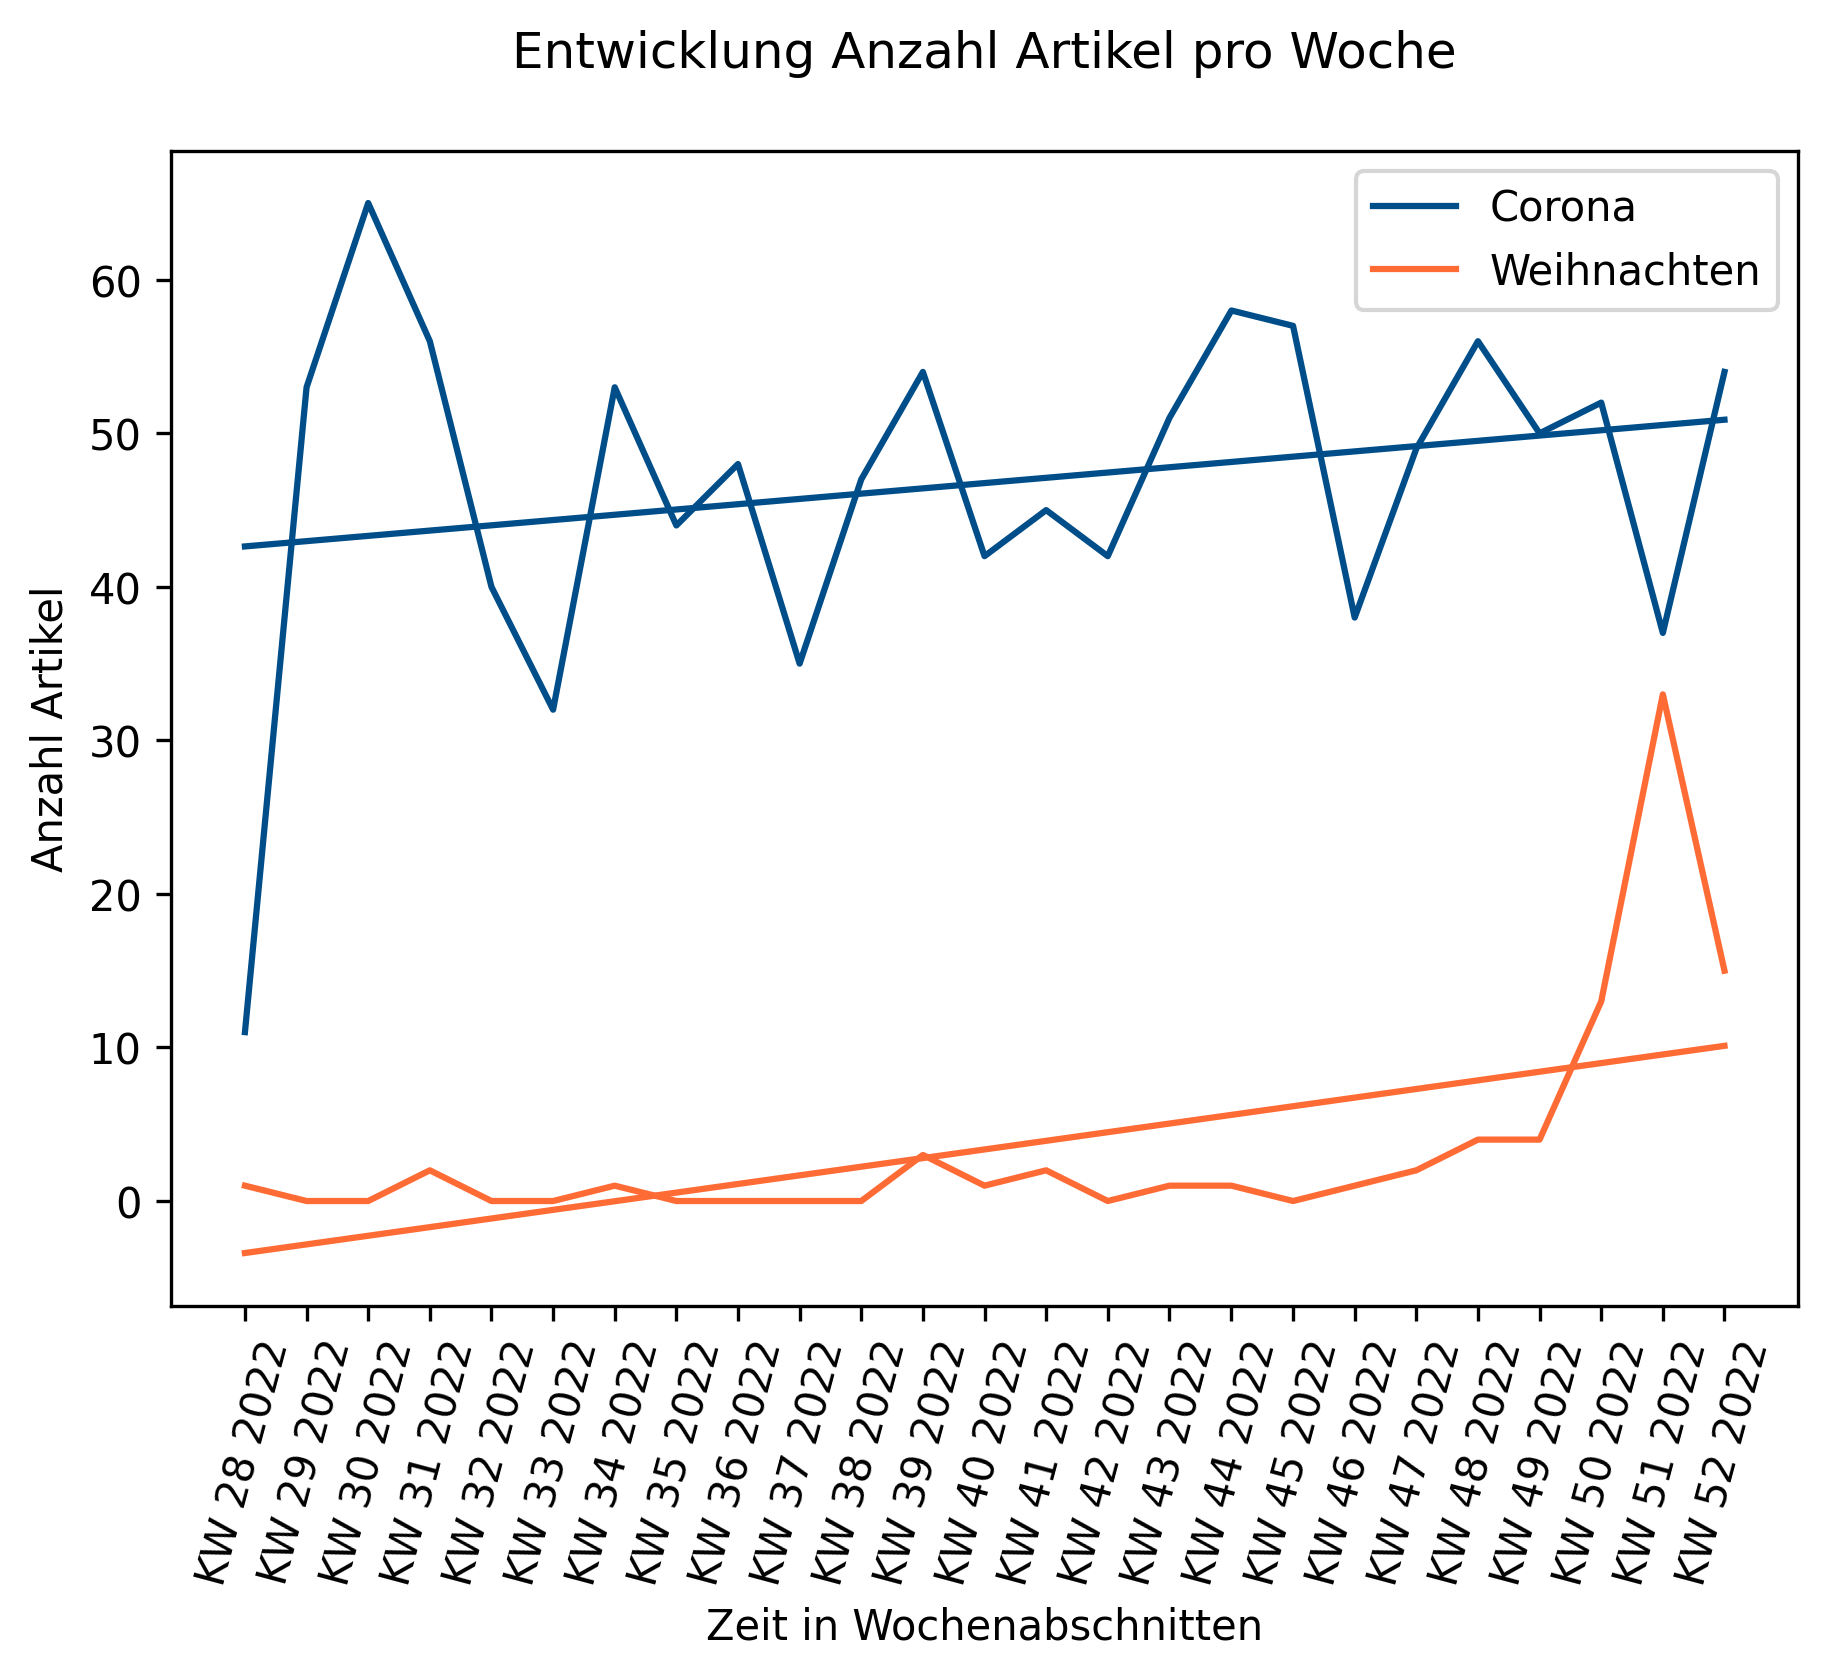 Entwicklung Anzahl Artikel pro Woche
Corona
Weihnachten
Anzahl Artikel
60
50
40
30
20
10
0
KW 28 2022
KW 29 2022
KW 30 2022
KW 31 2022
KW 32 2022
KW 33 2022
KW 34 2022
KW 35 2022
KW 36 2022
KW 37 2022
KW 38 2022
KW 39 2022
KW 40 2022
KW 41 2022
KW 42 2022
KW 43 2022
KW 44 2022
KW 45 2022
KW 46 2022
KW 47 2022
KW 48 2022
KW 49 2022
KW 50 2022
KW 51 2022
KW 52 2022
Zeit in Wochenabschnitten